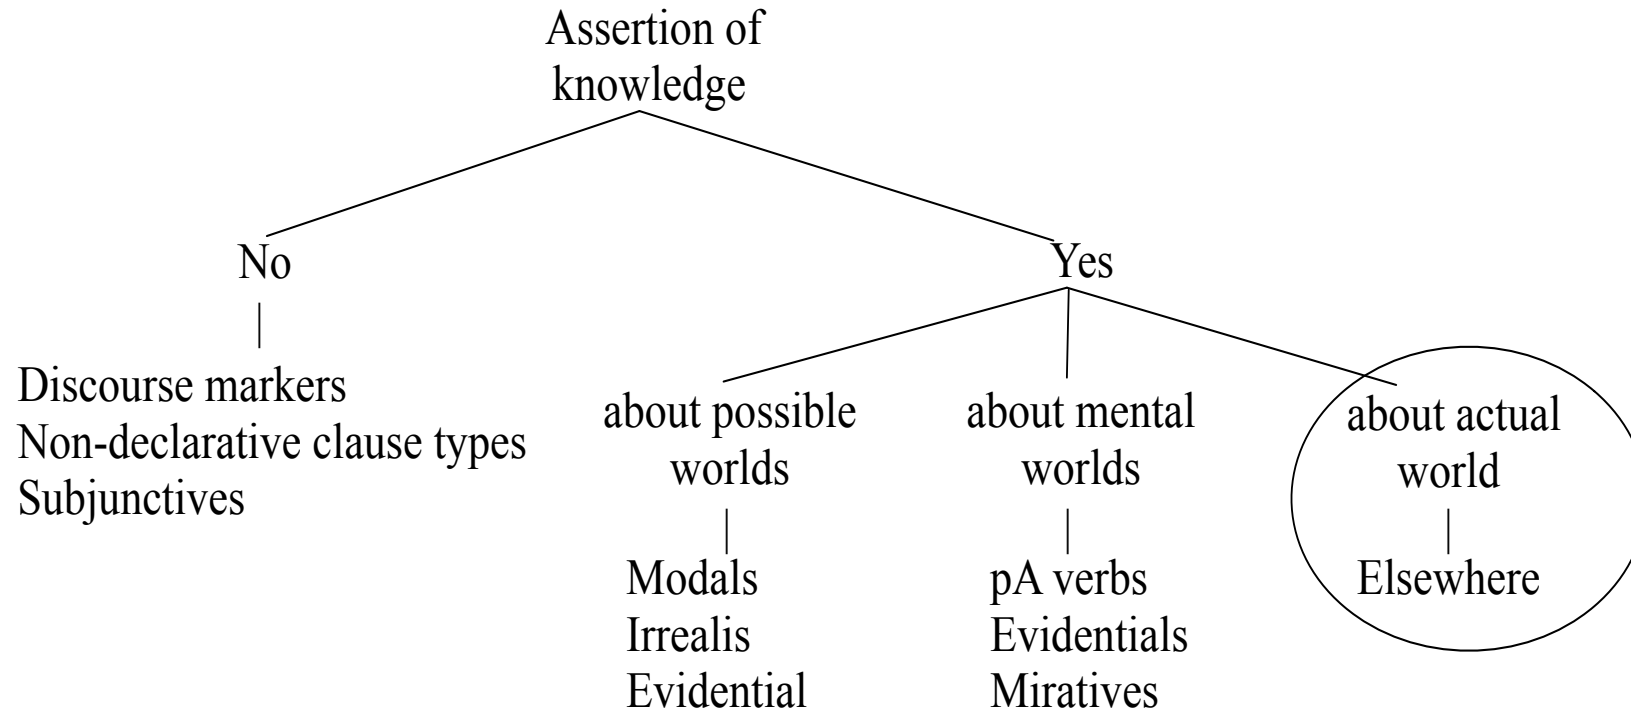 Assertion of
knowledge
No
Yes
Discourse markers
Non-declarative clause types
Subjunctives
about possible
worlds
Modals
Irrealis
Evidential
about mental
worlds
pA verbs
Evidentials
Miratives
about actual
world
Elsewhere